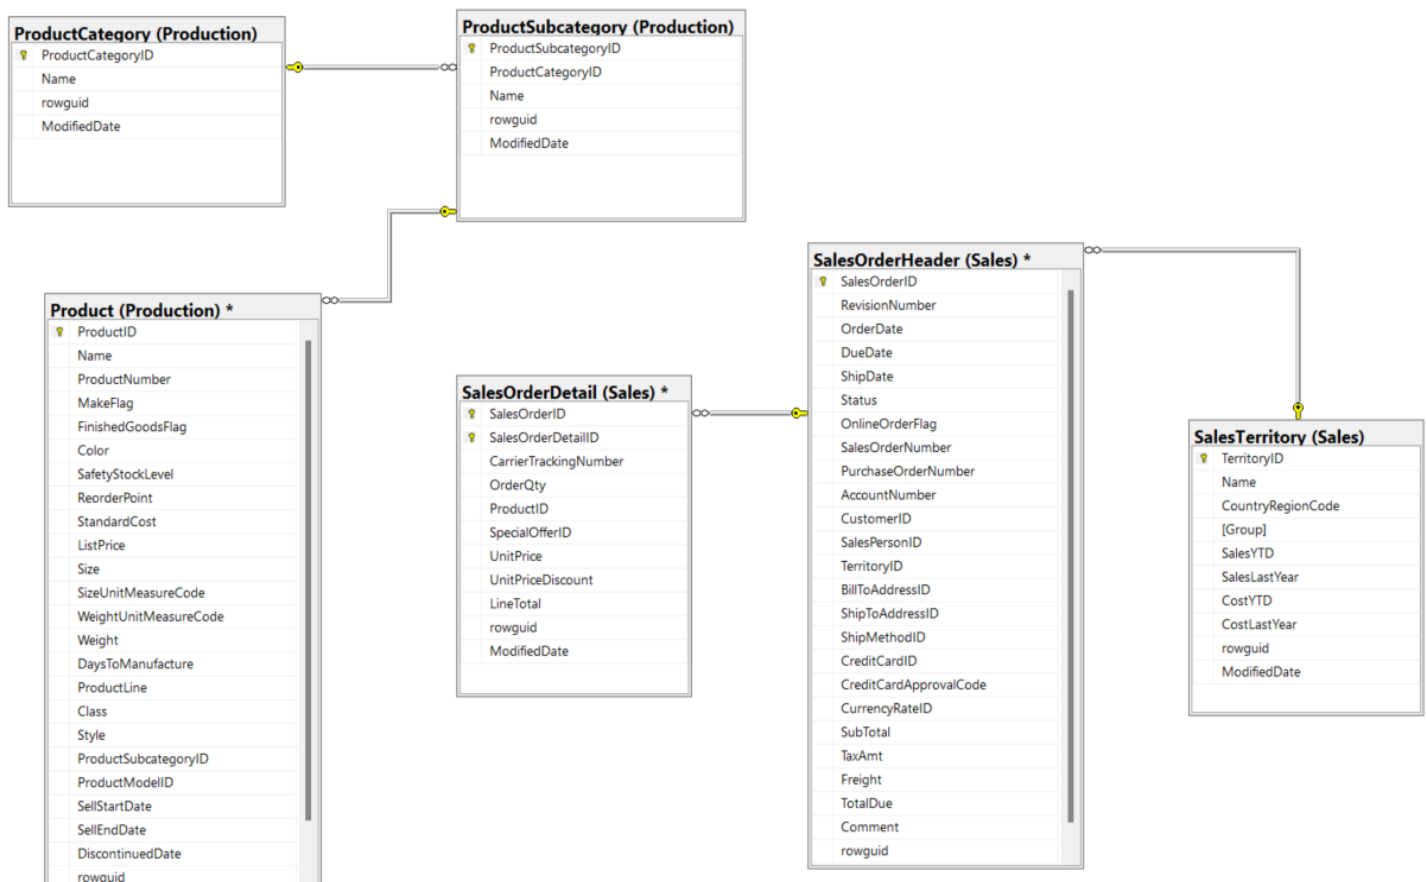 ProductCategory (Production)
ProductCategoryID
Name
rowguid
ModifiedDate
ProductSubcategory (Production)
ProductSubcategoryID
ProductCategoryID
Name
rowguid
ModifiedDate
Product (Production) *
ProductID
Name
ProductNumber
MakeFlag
FinishedGoodsFlag
Color
SafetyStockLevel
ReorderPoint
StandardCost
ListPrice
Size
SizeUnitMeasureCode
WeightUnitMeasureCode
Weight
DaysToManufacture
ProductLine
Class
Style
ProductSubcategoryID
ProductModelID
SellStartDate
SellEndDate
DiscontinuedDate
rowguid
SalesOrderDetail (Sales) *
SalesOrderID
SalesOrderDetailID
CarrierTrackingNumber
OrderQty
ProductID
SpecialOfferID
UnitPrice
UnitPriceDiscount
LineTotal
rowguid
ModifiedDate
SalesOrderHeader (Sales) *
SalesOrderID
RevisionNumber
OrderDate
DueDate
ShipDate
Status
OnlineOrderFlag
SalesOrderNumber
PurchaseOrderNumber
AccountNumber
CustomerID
SalesPersonID
TerritoryID
BillToAddressID
ShipToAddressID
ShipMethodID
CreditCardID
CreditCardApprovalCode
CurrencyRateID
SubTotal
TaxAmt
Freight
TotalDue
Comment
rowguid
SalesTerritory (Sales)
TerritoryID
Name
CountryRegionCode
[Group]
SalesYTD
SalesLastYear
CostYTD
CostLastYear
rowguid
ModifiedDate